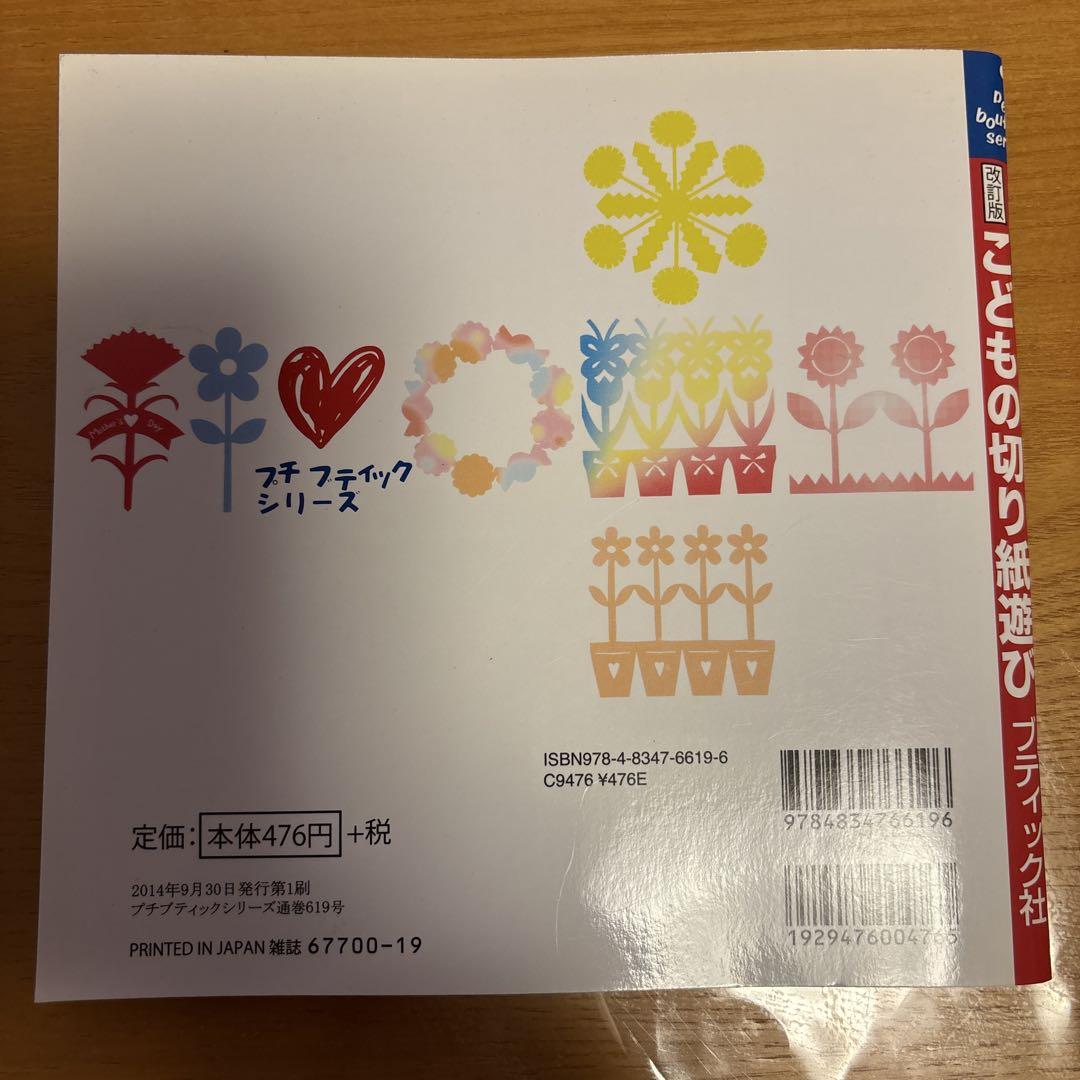 Mother's Day
プチ ブティック
シリーズ
ISBN978-4-8347-6619-6
C9476 ¥476E
9784834766196
定価：本体476円+税
2014年9月30日発行第1刷
プチブティックシリーズ通巻619号
PRINTED IN JAPAN 雑誌 67700-19
改訂版
こどもの切り紙遊び
ブティック社